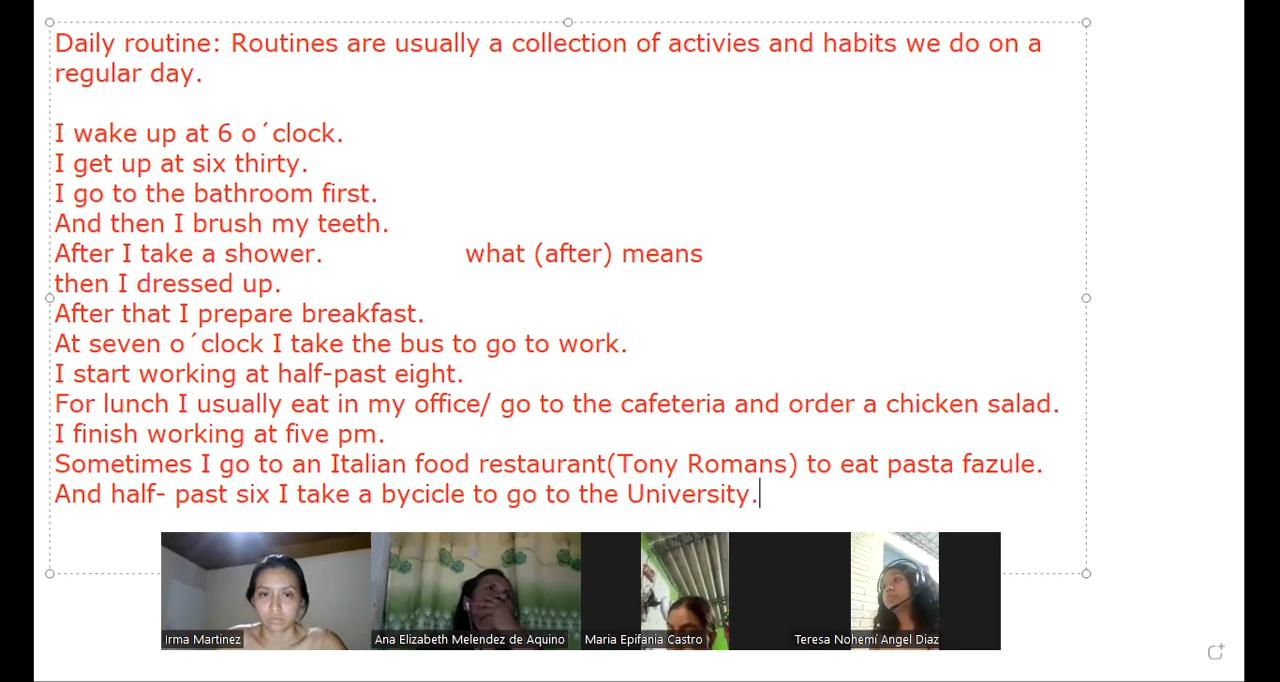 Daily routine: Routines are usually a collection of activies and habits we do on a
regular day.
I wake up at 6 o´clock.
I get up at six thirty.
I go to the bathroom first.
And then I brush my teeth.
After I take a shower. what (after) means
then I dressed up.
After that I prepare breakfast.
At seven o´clock I take the bus to go to work.
I start working at half-past eight.
For lunch I usually eat in my office/ go to the cafeteria and order a chicken salad.
I finish working at five pm.
Sometimes I go to an Italian food restaurant(Tony Romans) to eat pasta fazule.
And half- past six I take a bycicle to go to the University.
Irma Martinez Ana Elizabeth Melendez de Aquino Maria Epifania Castro Teresa Nohemí Angel Diaz